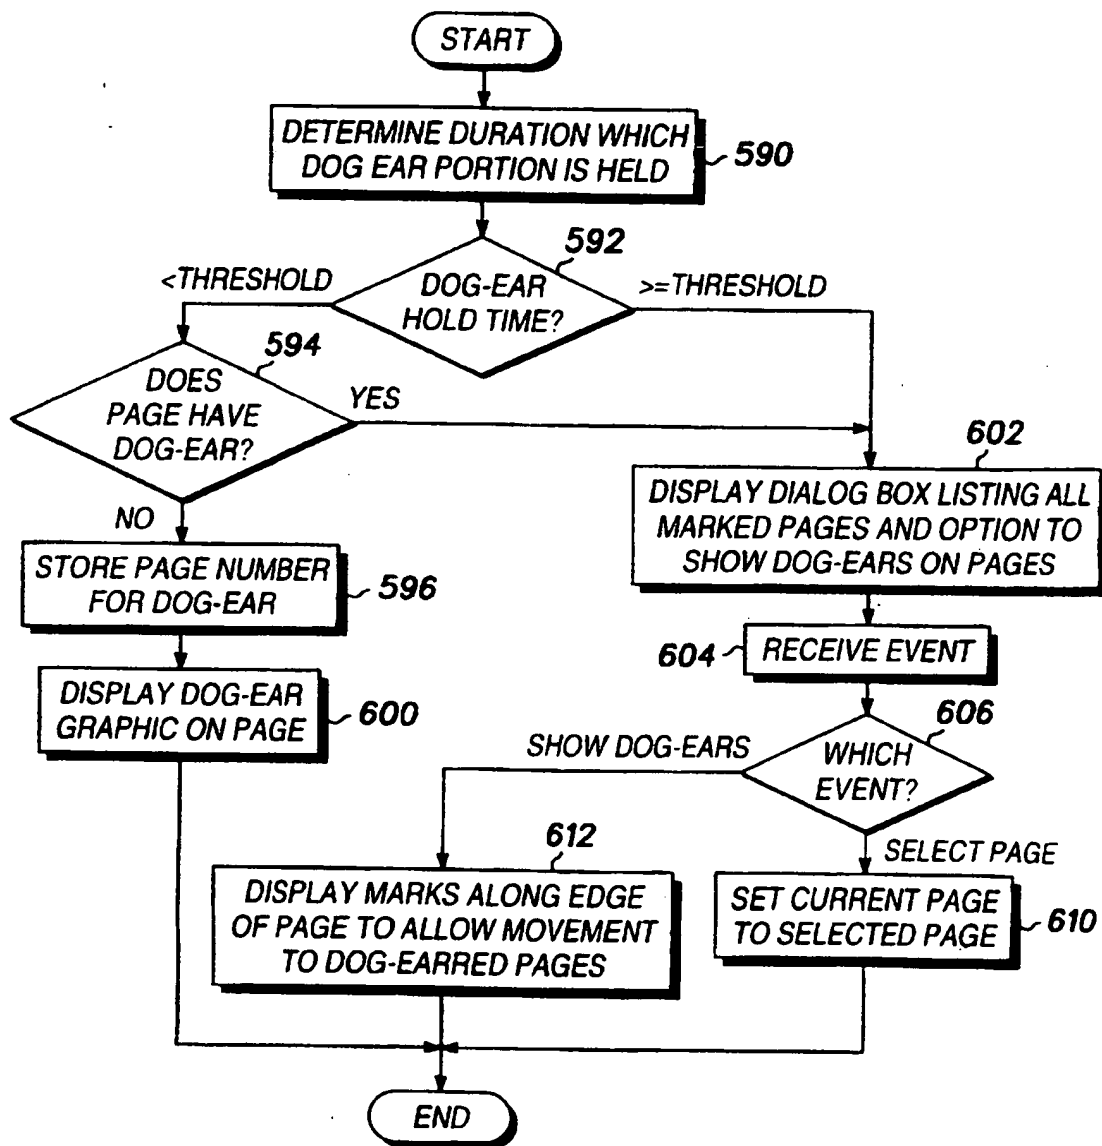 START
DETERMINE DURATION WHICH
DOG EAR PORTION IS HELD
590
592
<THRESHOLD
DOG-EAR
HOLD TIME?
>=THRESHOLD
594
DOES
PAGE HAVE
DOG-EAR?
YES
NO
STORE PAGE NUMBER
FOR DOG-EAR
596
DISPLAY DOG-EAR
GRAPHIC ON PAGE
600
602
DISPLAY DIALOG BOX LISTING ALL
MARKED PAGES AND OPTION TO
SHOW DOG-EARS ON PAGES
604
RECEIVE EVENT
606
SHOW DOG-EARS
WHICH
EVENT?
SELECT PAGE
612
DISPLAY MARKS ALONG EDGE
OF PAGE TO ALLOW MOVEMENT
TO DOG-EARRED PAGES
SET CURRENT PAGE
TO SELECTED PAGE
610
END